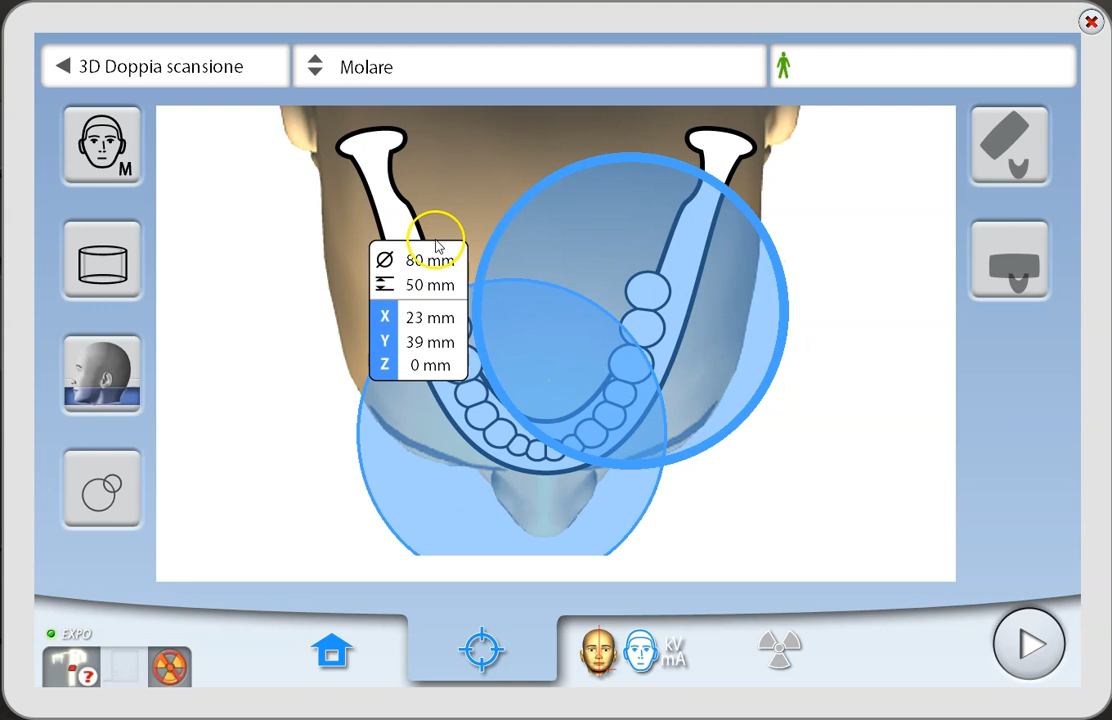 3D Doppia scansione
Molare
M
80 mm
50 mm
X 23 mm
Y 39 mm
Z 0 mm
EXPO
?
kV
mA